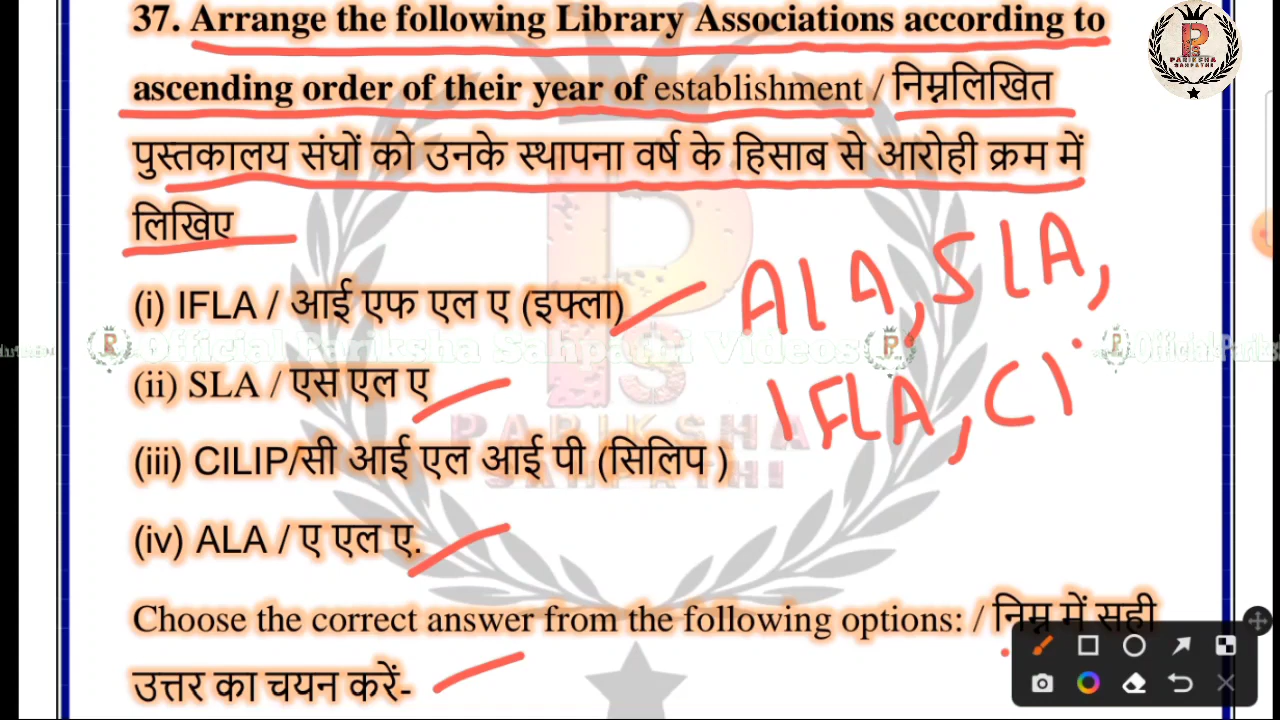 37. Arrange the following Library Associations according to
ascending order of their year of establishment / निम्नलिखित
पुस्तकालय संघों को उनके स्थापना वर्ष के हिसाब से आरोही क्रम में
लिखिए
(i) IFLA / आई एफ एल ए (इफ्ला)
ALA, SLA,
Official Pariksha Sahpathi Videos
(ii) SLA / एस एल ए
IFLA, CI
PARIKSHA
(iii) CILIP/सी आई एल आई पी (सिलिप )
SAHPATHI
(iv) ALA / ए एल ए.
Choose the correct answer from the following options: / निम्न में सही
उत्तर का चयन करें-
PARIKSHA
SAHPATHI